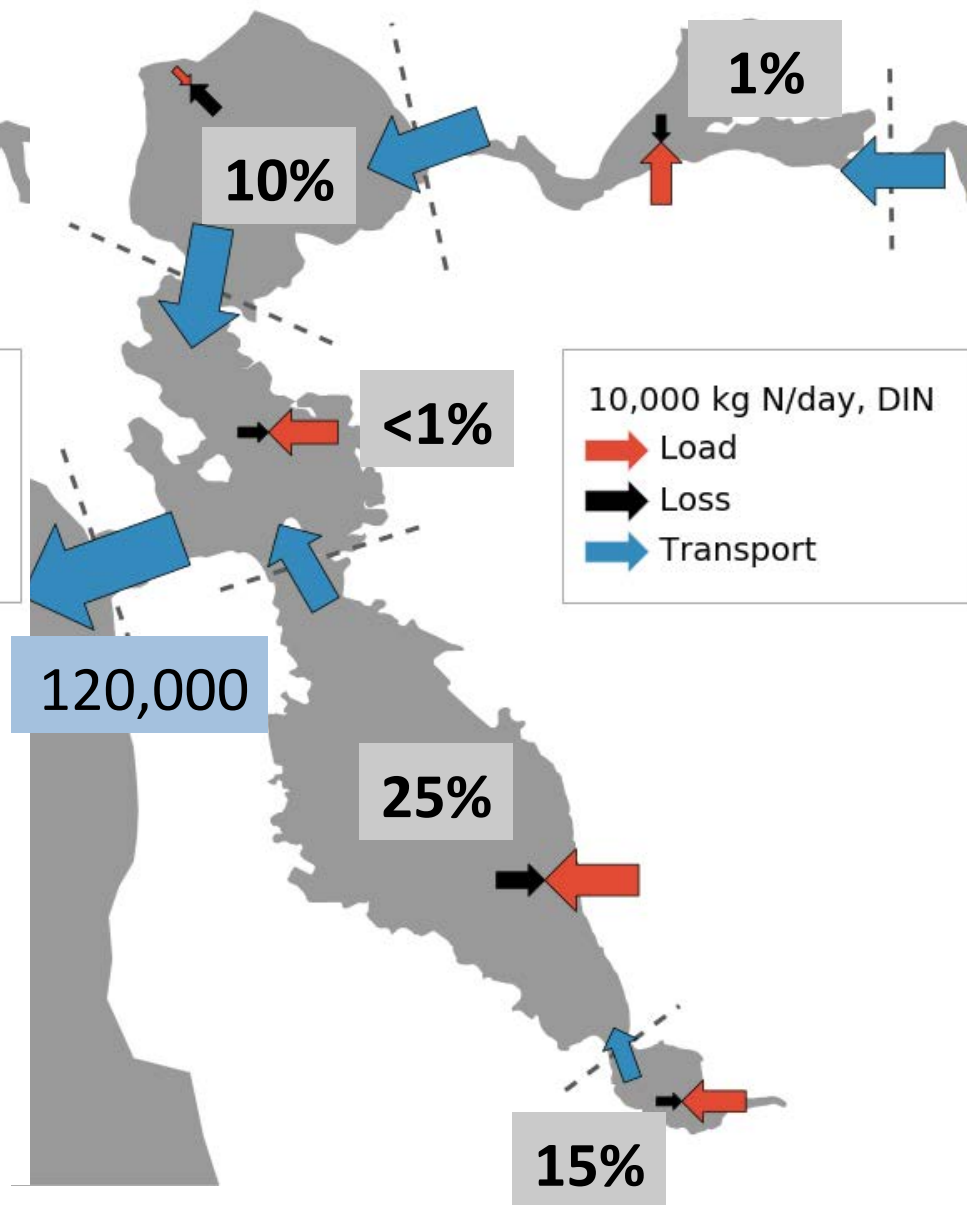 1%
10%
<1%
10,000 kg N/day, DIN
Load
Loss
Transport
120,000
25%
15%